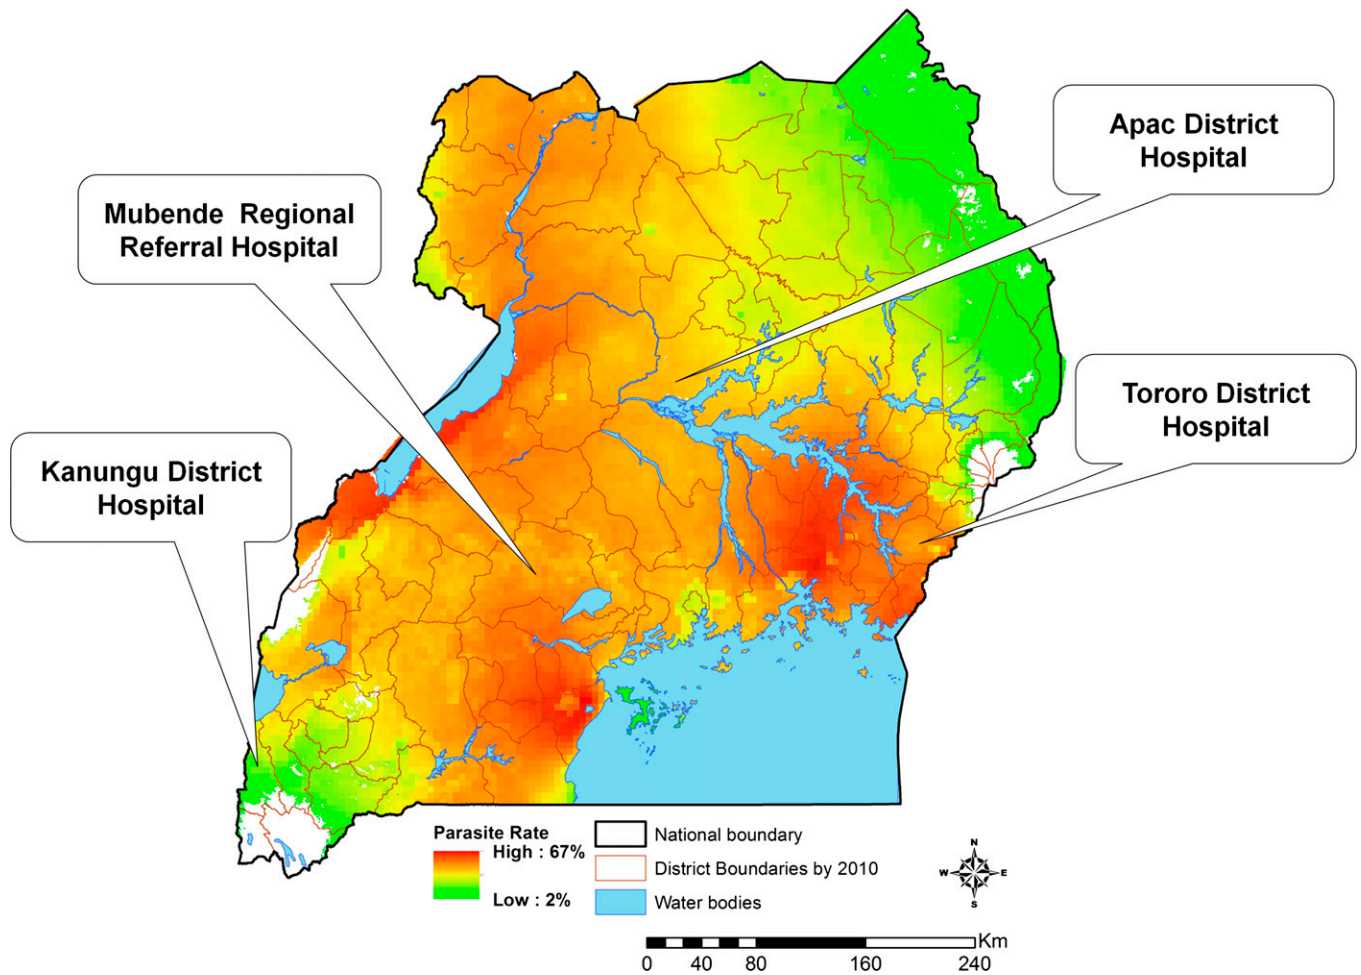 Apac District
Hospital
Mubende Regional
Referral Hospital
Tororo District
Hospital
Kanungu District
Hospital
Parasite Rate
High : 67%
Low : 2%
National boundary
District Boundaries by 2010
Water bodies
N
W
E
S
Km
0 40 80 160 240